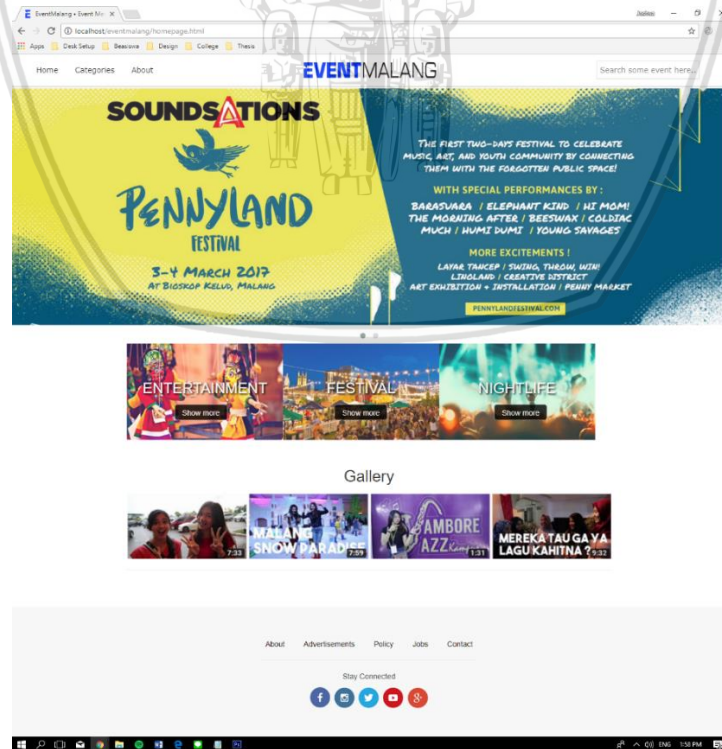 EventMalang • Event Ma
localhost/eventmalang/homepage.html
Apps Desk Setup Beasiswa Design College Thesis
Home Categories About
EVENTMALANG
Search some event here..
SOUNDSATIONS
PENNYLAND
FESTIVAL
3-4 MARCH 2017
AT BIOSKOP KELUD, MALANG
THE FIRST TWO-DAYS FESTIVAL TO CELEBRATE
MUSIC, ART, AND YOUTH COMMUNITY BY CONNECTING
THEM WITH THE FORGOTTEN PUBLIC SPACE!
WITH SPECIAL PERFORMANCES BY :
BARASUARA / ELEPHANT KIND / HI MOM!
THE MORNING AFTER / BEESWAX / COLDIAC
MUCH / HUMI DUMI / YOUNG SAVAGES
MORE EXCITEMENTS !
LAYAR TANCEP / SWING, THROW, WIN!
LINOLAND / CREATIVE DISTRICT
ART EXHIBITION + INSTALLATION / PENNY MARKET
PENNYLANDFESTIVAL.COM
ENTERTAINMENT
Show more
FESTIVAL
Show more
NIGHTLIFE
Show more
Gallery
7:33
MALANG
SNOW PARADISE
7:59
JAMBORE
JAZZ Kampus
1:31
MEREKA TAU GA YA
LAGU KAHITNA ?
9:32
About Advertisements Policy Jobs Contact
Stay Connected
ENG 1:58 PM